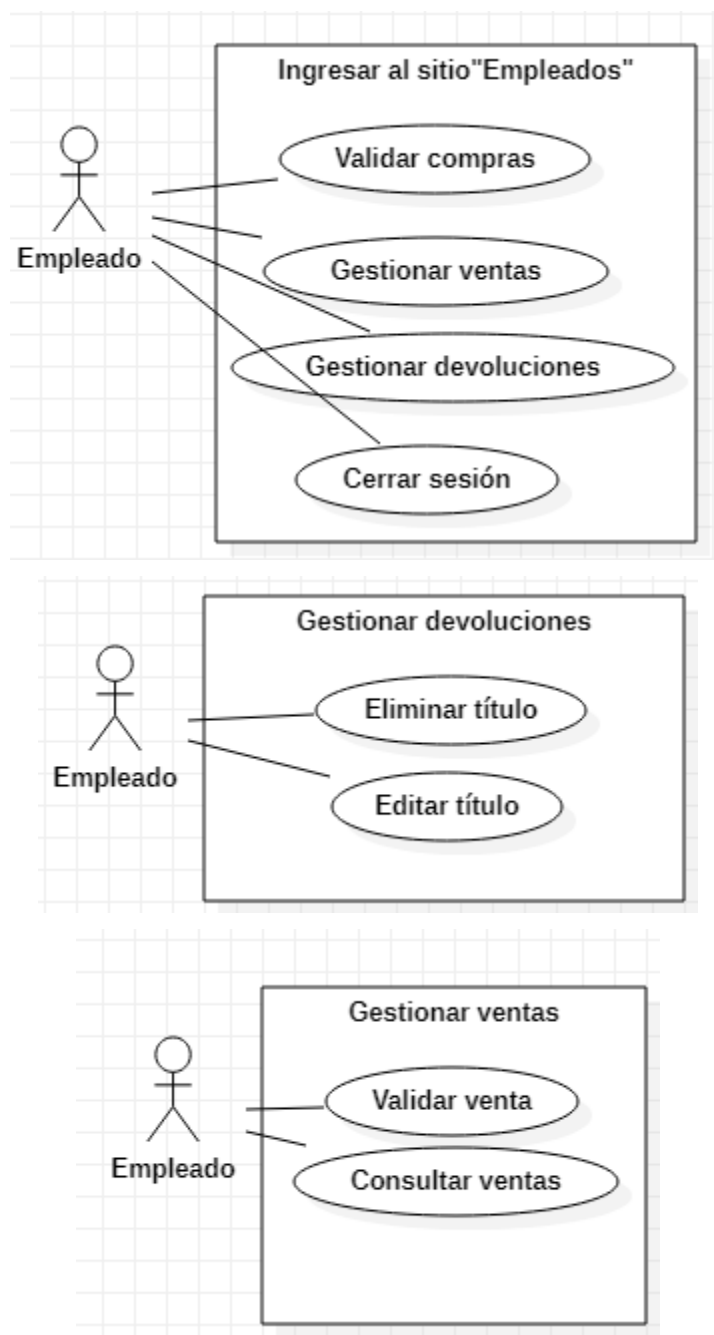 Ingresar al sitio"Empleados"
Validar compras
Empleado
Gestionar ventas
Gestionar devoluciones
Cerrar sesión
Gestionar devoluciones
Eliminar título
Empleado
Editar título
Gestionar ventas
Validar venta
Empleado
Consultar ventas